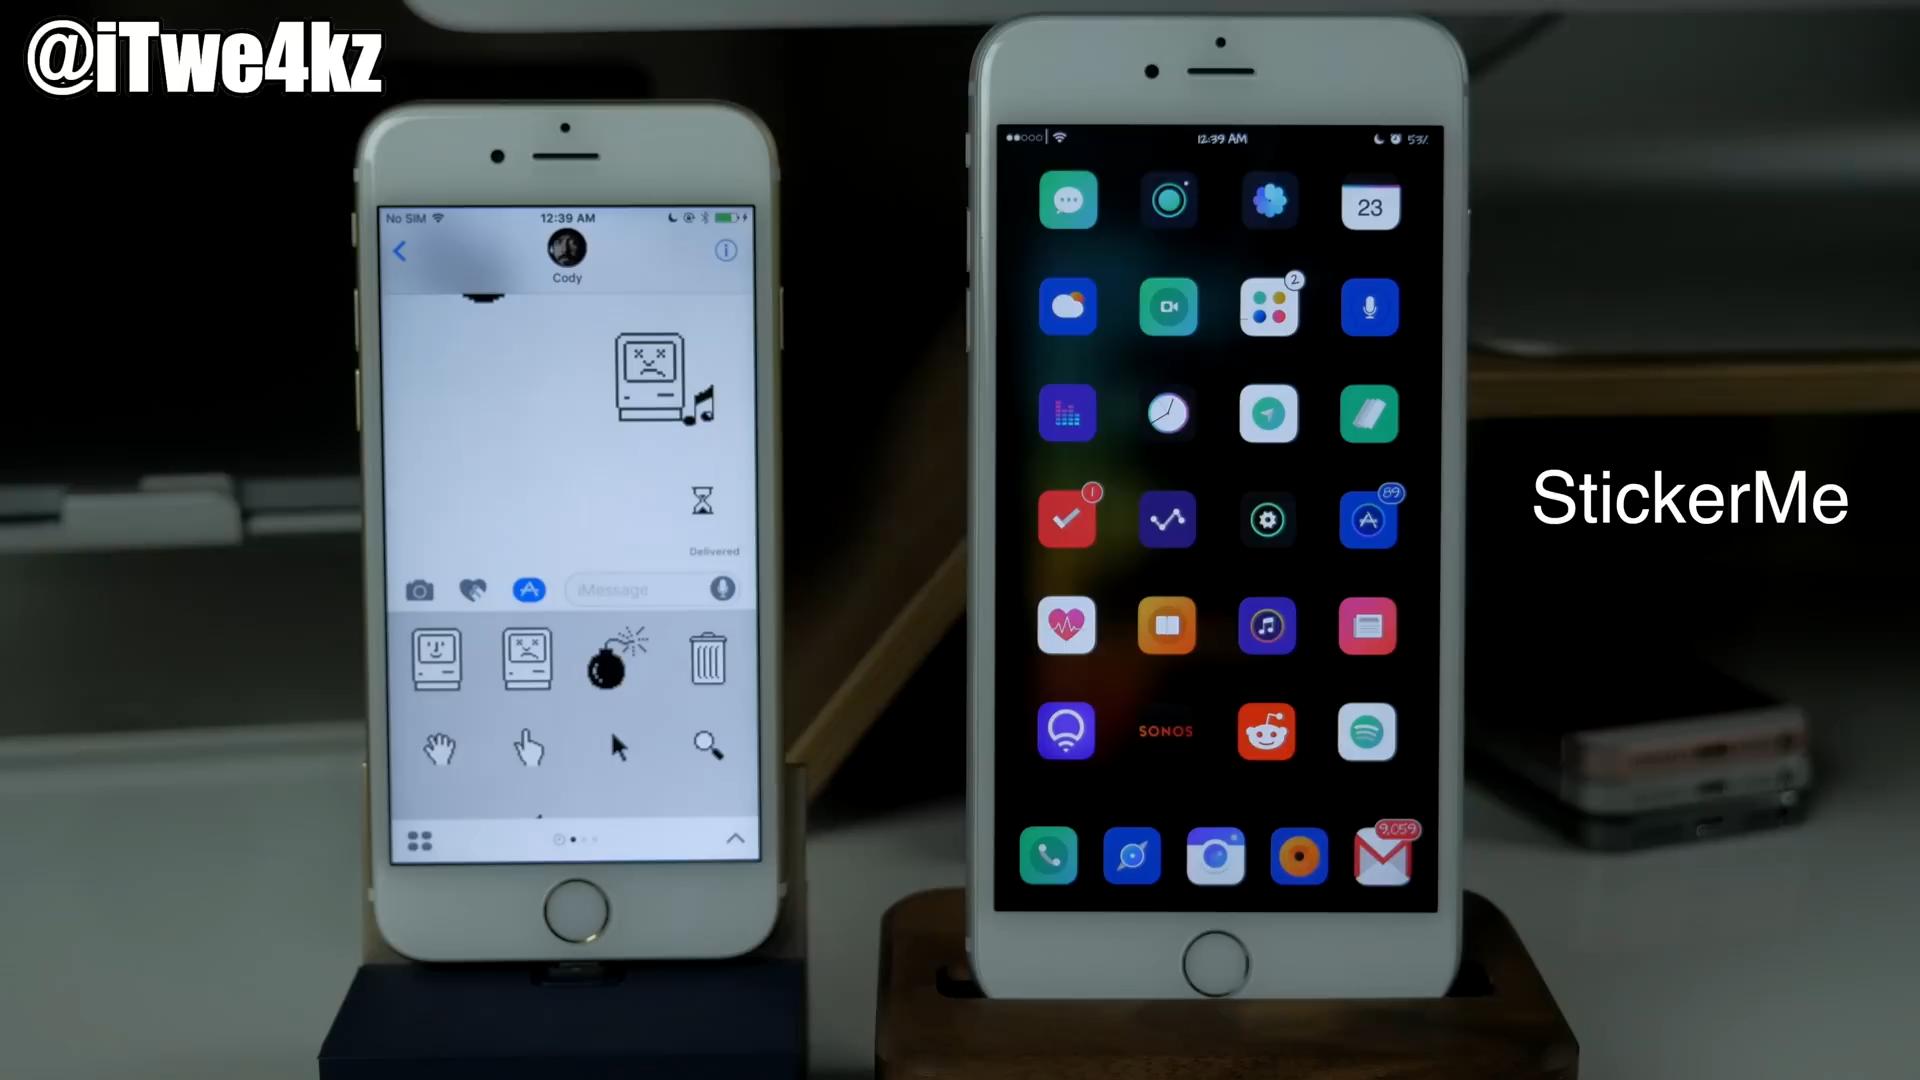 @iTwe4kz
No SIM 12:39 AM
Cody
Delivered
iMessage
12:39 AM 53%
23
2
1
89
SONOS
9,059
StickerMe